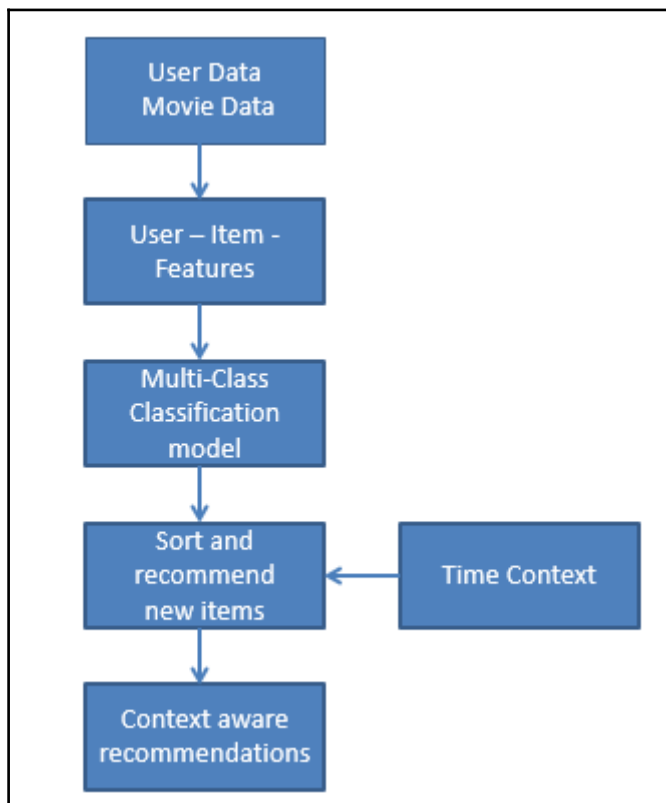 User Data
Movie Data
User – Item -
Features
Multi-Class
Classification
model
Sort and
recommend
new items
Time Context
Context aware
recommendations